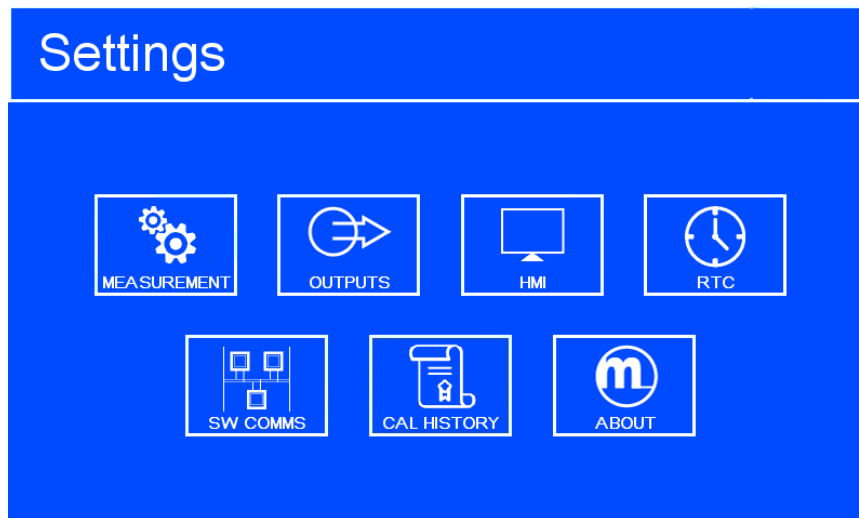 Settings
MEASUREMENT
OUTPUTS
HMI
RTC
SW COMMS
CAL HISTORY
m
ABOUT